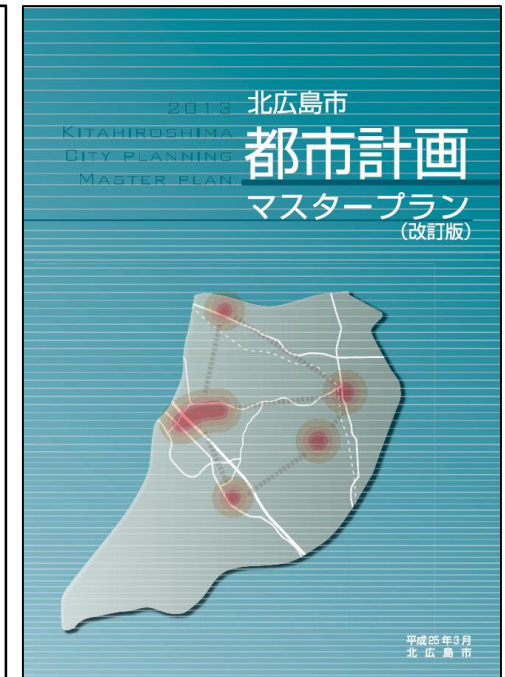 北広島市
都市計画
マスタープラン
(改訂版)
2013
KITAHIROSHIMA
CITY PLANNING
MASTER PLAN
平成25年3月
北広島市